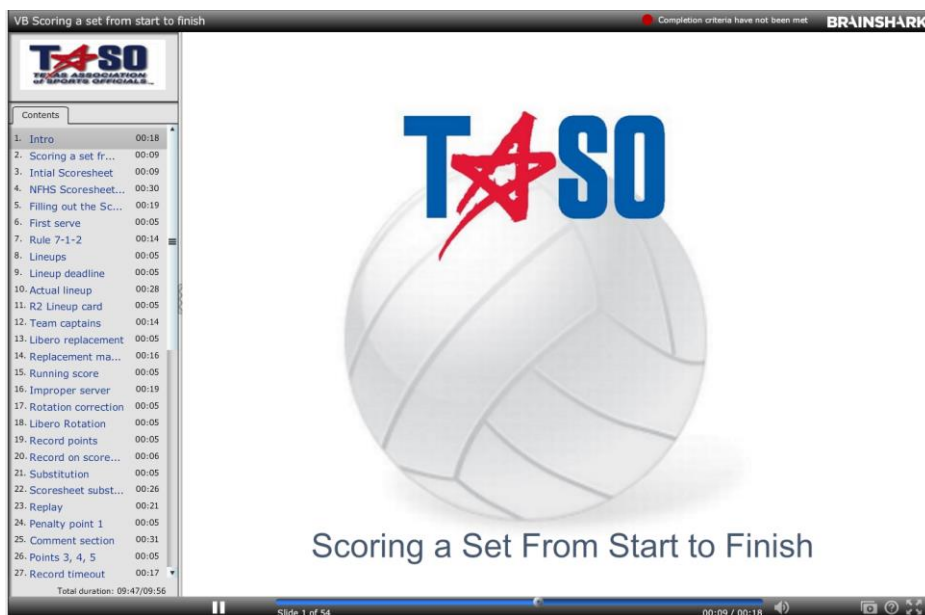 VB Scoring a set from start to finish
Completion criteria have not been met
BRAINSHARK
TASO
TEXAS ASSOCIATION
of SPORTS OFFICIALS
Contents
1. Intro 00:18
2. Scoring a set fr... 00:09
3. Intial Scoresheet 00:09
4. NFHS Scoresheet... 00:30
5. Filling out the Sc... 00:19
6. First serve 00:05
7. Rule 7-1-2 00:14
8. Lineups 00:05
9. Lineup deadline 00:05
10. Actual lineup 00:28
11. R2 Lineup card 00:05
12. Team captains 00:14
13. Libero replacement 00:05
14. Replacement ma... 00:16
15. Running score 00:05
16. Improper server 00:19
17. Rotation correction 00:05
18. Libero Rotation 00:05
19. Record points 00:05
20. Record on score... 00:06
21. Substitution 00:05
22. Scoresheet subst... 00:26
23. Replay 00:21
24. Penalty point 1 00:05
25. Comment section 00:31
26. Points 3, 4, 5 00:05
27. Record timeout 00:17
Total duration: 09:47/09:56
TASO
Scoring a Set From Start to Finish
Slide 1 of 54
00:09 / 00:18